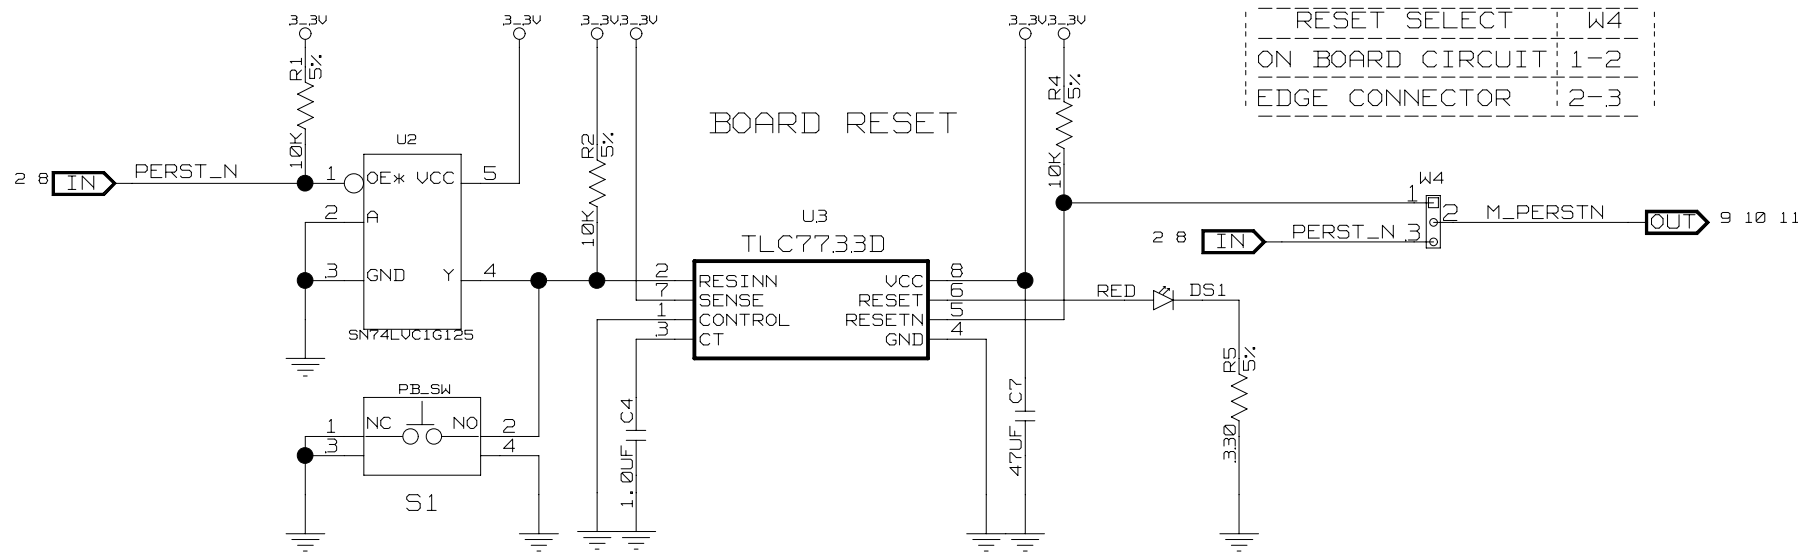 3_3V 3_3V 3_3V 3_3V 3_3V 3_3V
RESET SELECT W4
ON BOARD CIRCUIT 1-2
EDGE CONNECTOR 2-3
BOARD RESET
R1 5% 10K
R2 5% 10K
R4 5% 10K
U2
2 8 IN PERST_N 1 OE* VCC 5
2 A
3 GND Y 4
SN74LVC1G125
U3
TLC7733D
2 RESINN VCC 8
7 SENSE RESET 6
1 CONTROL RESETN 5
3 CT GND 4
W4
1
2 M_PERSTN OUT 9 10 11
2 8 IN PERST_N 3
RED DS1
R5 5% 330
PB_SW
1 NC NO 2
3 4
S1
C4 1.0UF
C7 47UF